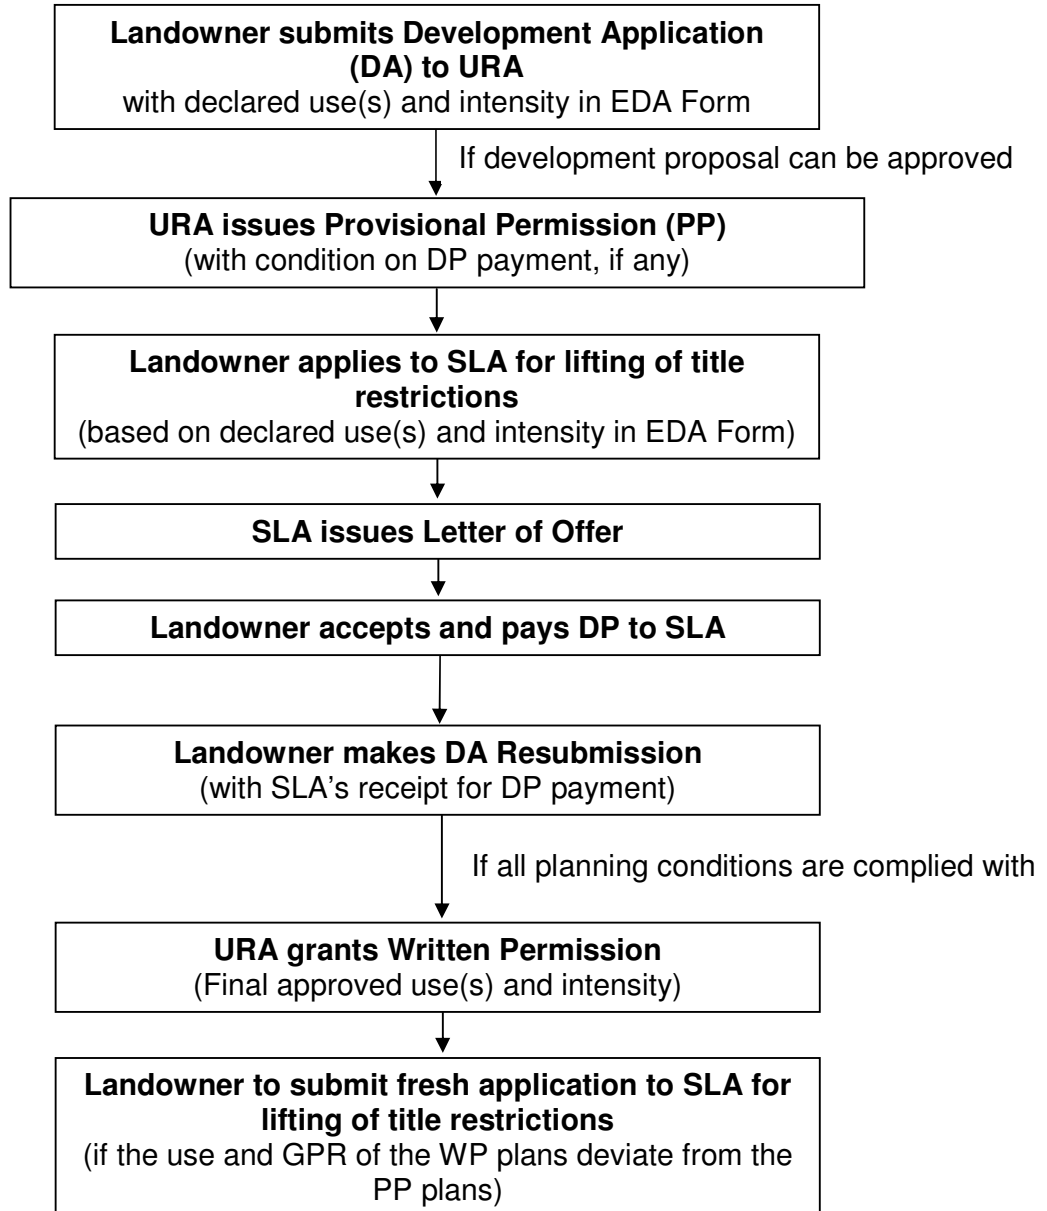 Landowner submits Development Application
(DA) to URA
with declared use(s) and intensity in EDA Form
If development proposal can be approved
URA issues Provisional Permission (PP)
(with condition on DP payment, if any)
Landowner applies to SLA for lifting of title
restrictions
(based on declared use(s) and intensity in EDA Form)
SLA issues Letter of Offer
Landowner accepts and pays DP to SLA
Landowner makes DA Resubmission
(with SLA’s receipt for DP payment)
If all planning conditions are complied with
URA grants Written Permission
(Final approved use(s) and intensity)
Landowner to submit fresh application to SLA for
lifting of title restrictions
(if the use and GPR of the WP plans deviate from the
PP plans)